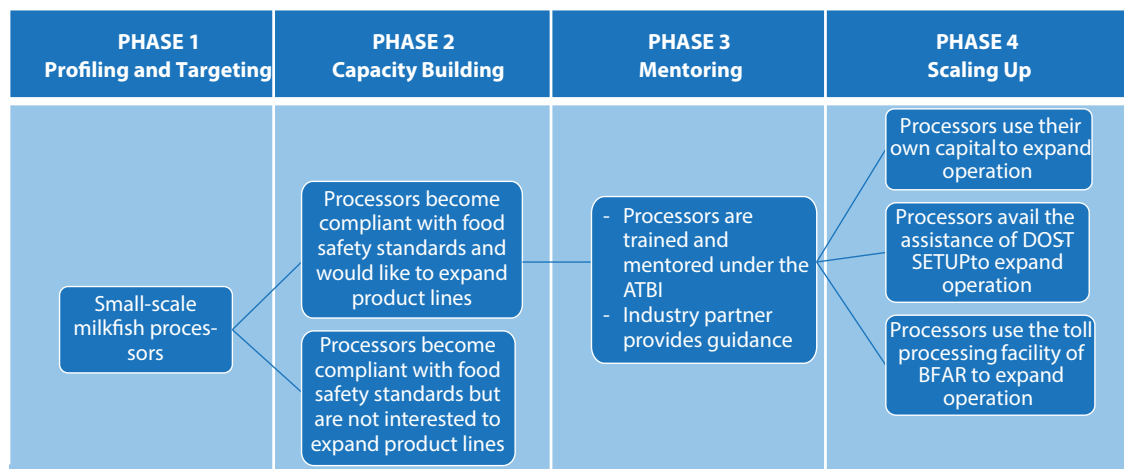 PHASE 1
Profiling and Targeting
PHASE 2
Capacity Building
PHASE 3
Mentoring
PHASE 4
Scaling Up
Small-scale
milkfish proces-
sors
Processors become
compliant with food
safety standards and
would like to expand
product lines
Processors become
compliant with food
safety standards but
are not interested to
expand product lines
- Processors are
trained and
mentored under the
ATBI
- Industry partner
provides guidance
Processors use their
own capital to expand
operation
Processors avail the
assistance of DOST
SETUPto expand
operation
Processors use the toll
processing facility of
BFAR to expand
operation